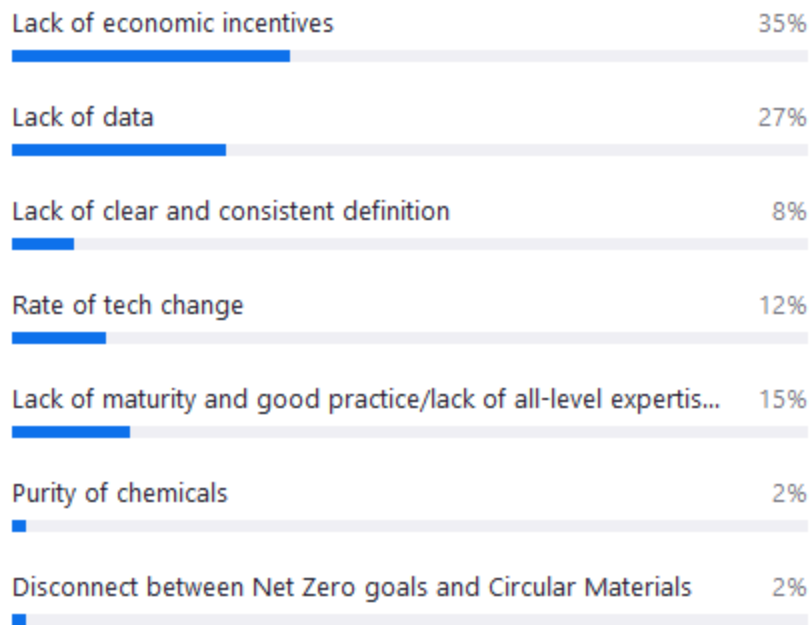 Lack of economic incentives 35%
Lack of data 27%
Lack of clear and consistent definition 8%
Rate of tech change 12%
Lack of maturity and good practice/lack of all-level expertis... 15%
Purity of chemicals 2%
Disconnect between Net Zero goals and Circular Materials 2%